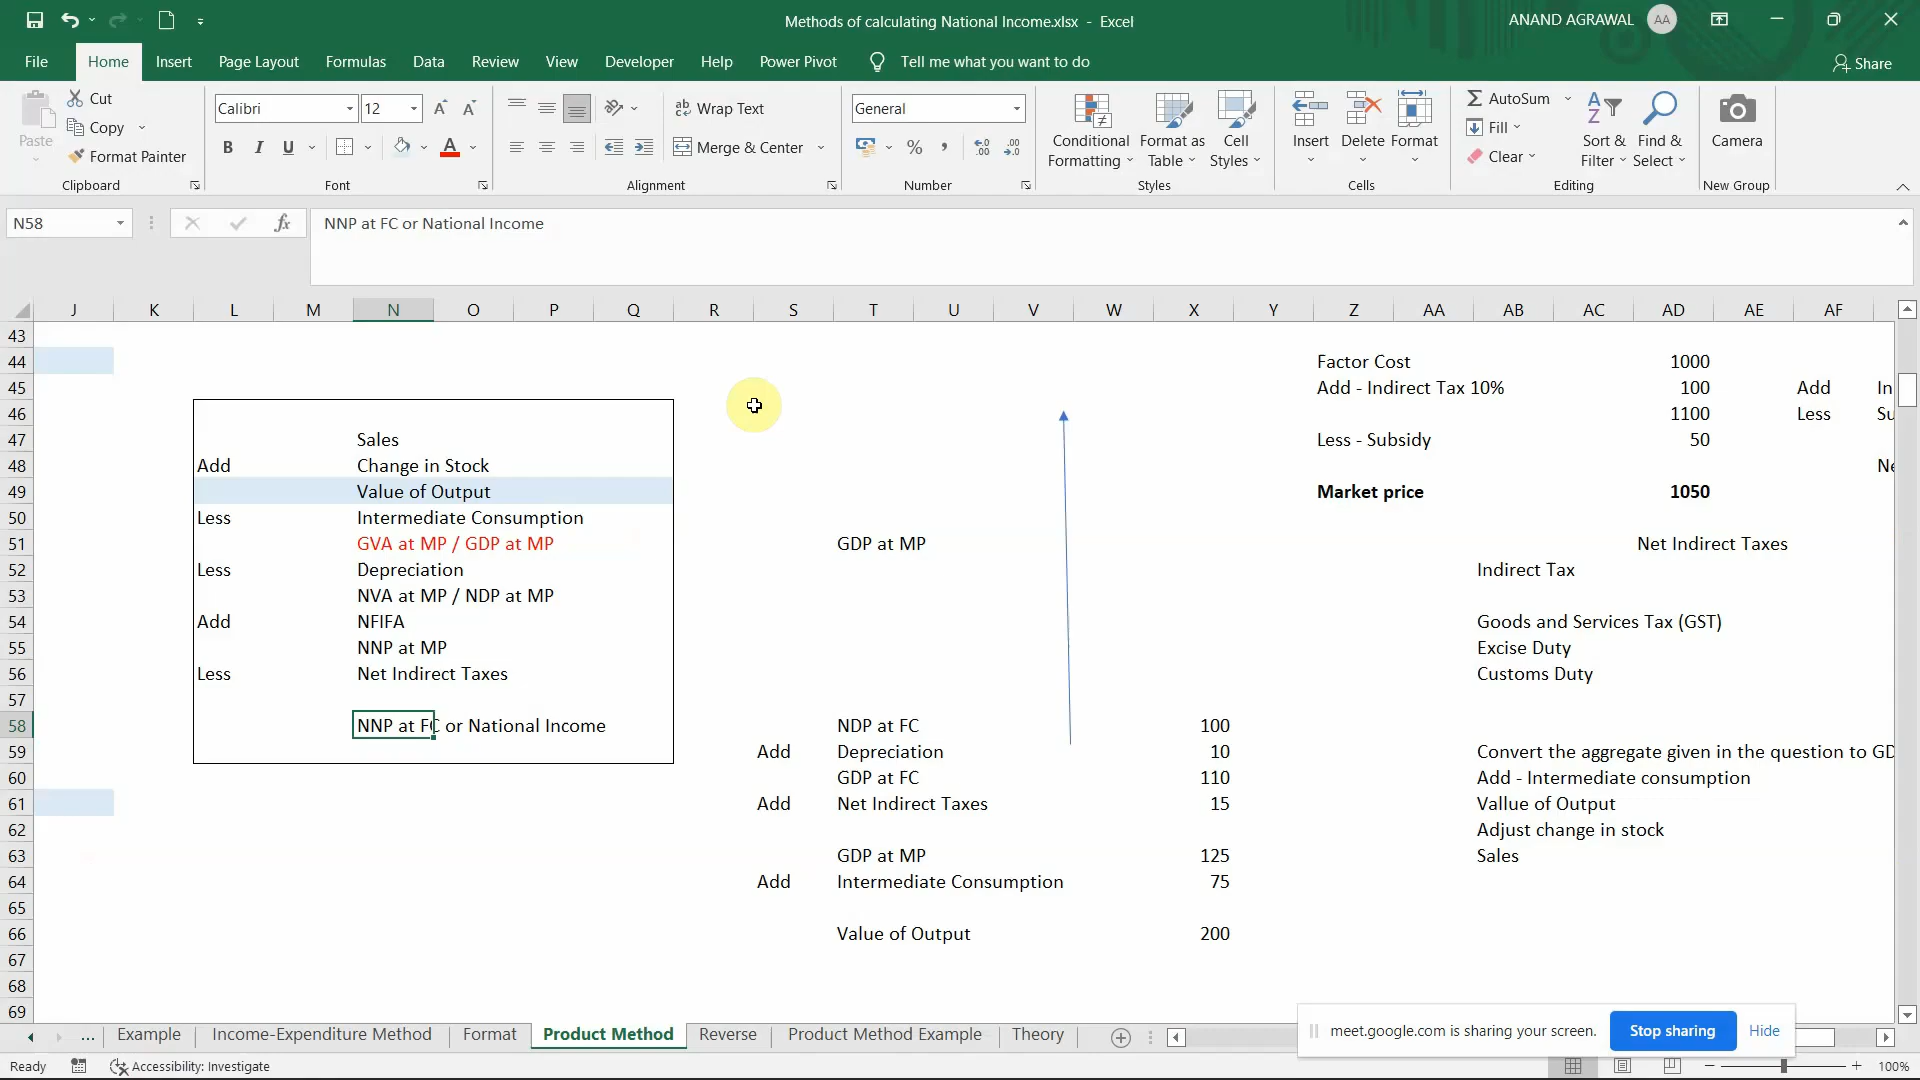 Methods of calculating National Income.xlsx - Excel
ANAND AGRAWAL AA
File Home Insert Page Layout Formulas Data Review View Developer Help Power Pivot Tell me what you want to do Share
Paste Cut Copy Format Painter
Clipboard
Calibri 12
B I U
Font
Wrap Text
Merge & Center
Alignment
General
Number
Conditional Formatting
Format as Table
Cell Styles
Styles
Insert Delete Format
Cells
AutoSum
Fill
Clear
Sort & Filter
Find & Select
Editing
Camera
New Group
N58 fx NNP at FC or National Income
J K L M N O P Q R S T U V W X Y Z AA AB AC AD AE AF
43
44 Factor Cost 1000
45 Add - Indirect Tax 10% 100 Add In
46 1100 Less Su
47 Sales Less - Subsidy 50
48 Add Change in Stock Ne
49 Value of Output Market price 1050
50 Less Intermediate Consumption
51 GVA at MP / GDP at MP GDP at MP Net Indirect Taxes
52 Less Depreciation Indirect Tax
53 NVA at MP / NDP at MP
54 Add NFIFA Goods and Services Tax (GST)
55 NNP at MP Excise Duty
56 Less Net Indirect Taxes Customs Duty
57
58 NNP at FC or National Income NDP at FC 100
59 Add Depreciation 10 Convert the aggregate given in the question to GD
60 GDP at FC 110 Add - Intermediate consumption
61 Add Net Indirect Taxes 15 Vallue of Output
62 Adjust change in stock
63 GDP at MP 125 Sales
64 Add Intermediate Consumption 75
65
66 Value of Output 200
67
68
69
... Example Income-Expenditure Method Format Product Method Reverse Product Method Example Theory
meet.google.com is sharing your screen. Stop sharing Hide
Ready Accessibility: Investigate 100%